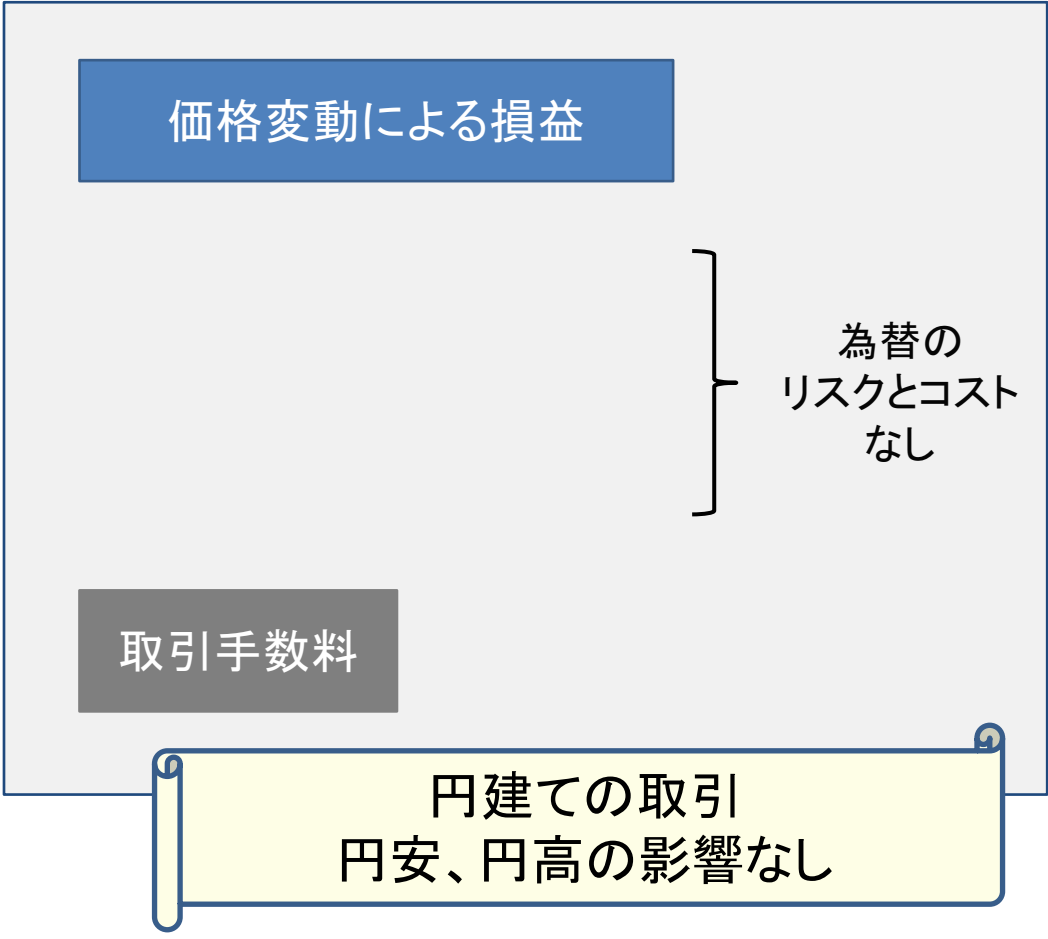 価格変動による損益
為替の
リスクとコスト
なし
取引手数料
円建ての取引
円安、円高の影響なし